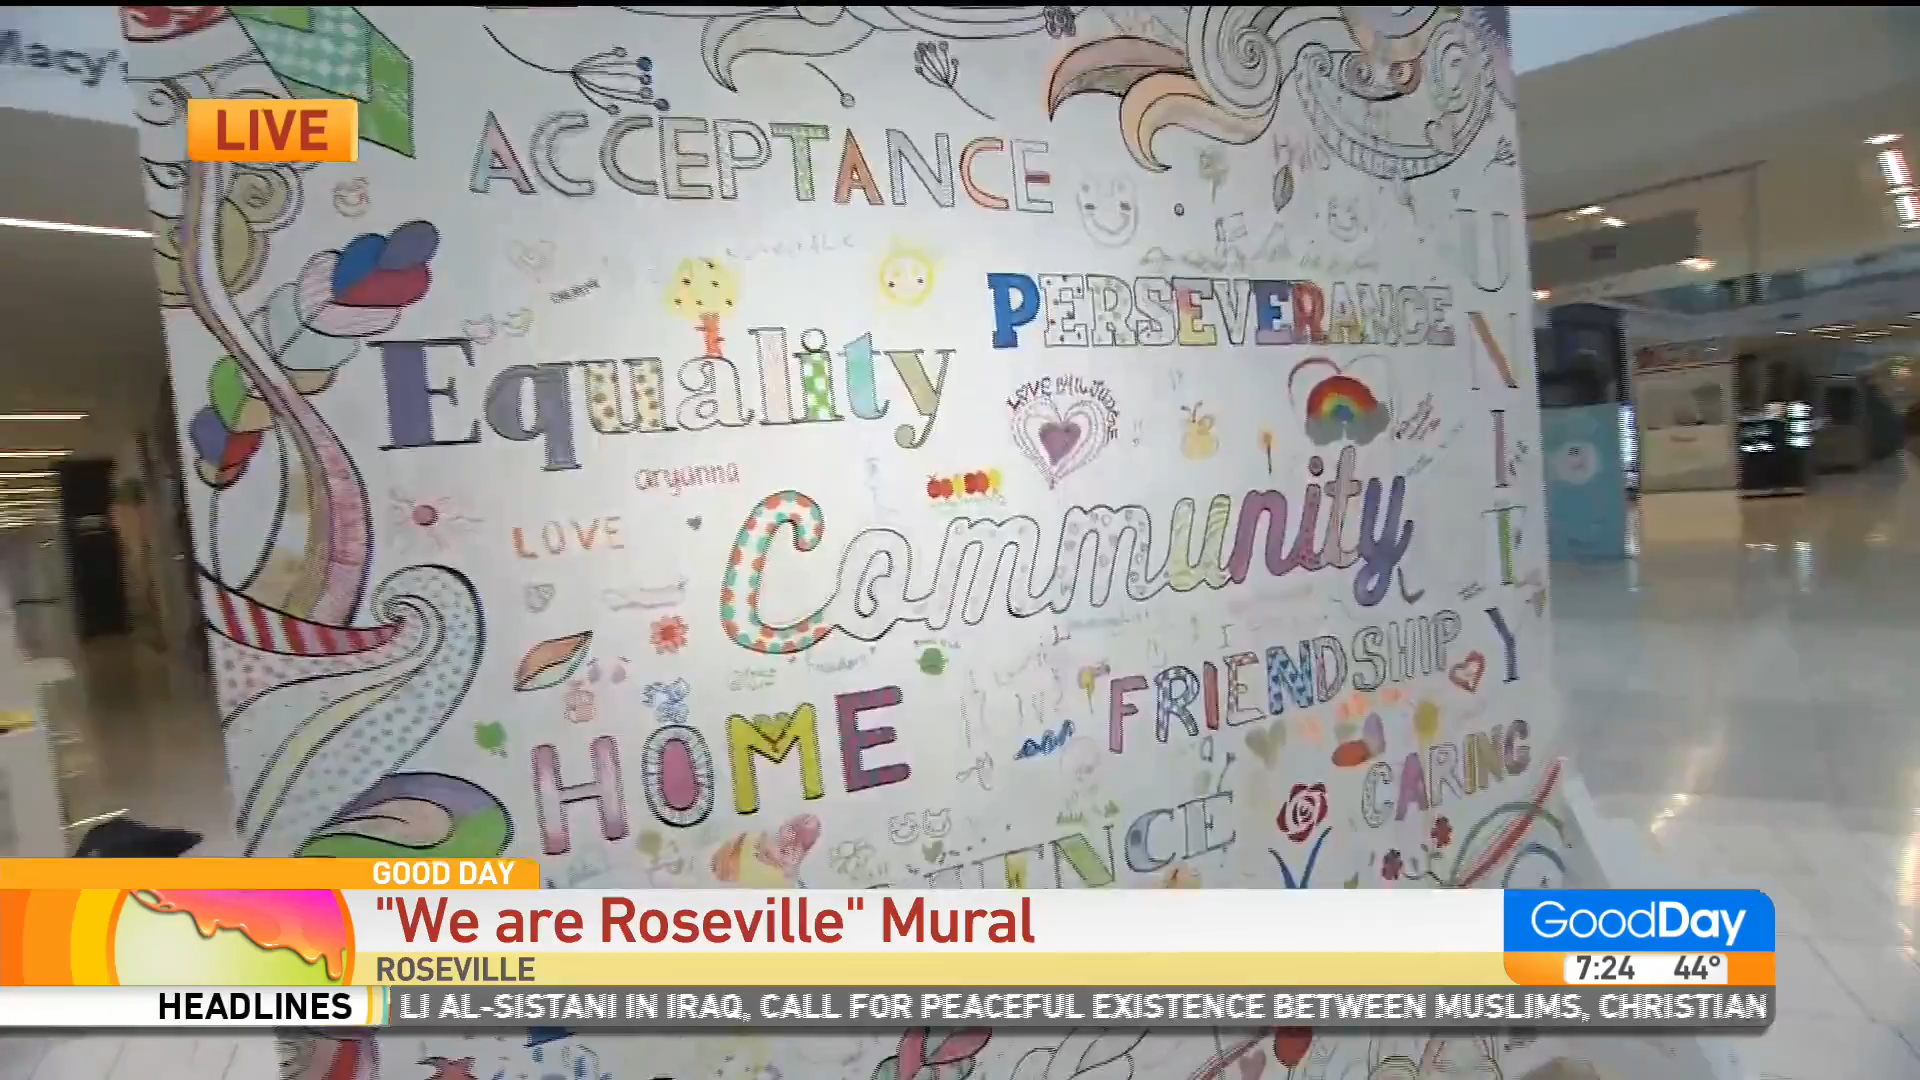 Macy's
LIVE
ACCEPTANCE
PERSEVERANCE
UNITY
Equality
aryanna
LOVE
Community
HOME
FRIENDSHIP
CARING
GOOD DAY
"We are Roseville" Mural
ROSEVILLE
GoodDay
7:24 44°
HEADLINES
LI AL-SISTANI IN IRAQ, CALL FOR PEACEFUL EXISTENCE BETWEEN MUSLIMS, CHRISTIAN